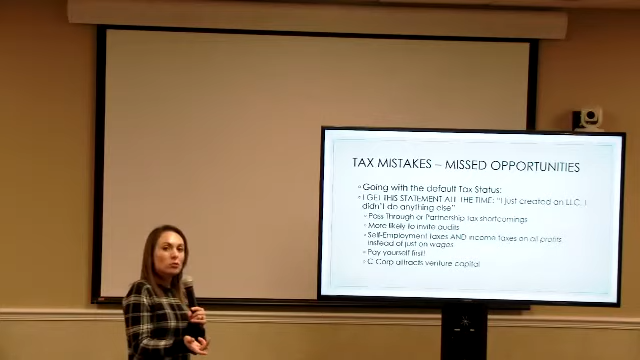 TAX MISTAKES – MISSED OPPORTUNITIES
Going with the default Tax Status:
I GET THIS STATEMENT ALL THE TIME: "I just created an LLC, I
didn't do anything else"
Pass Through or Partnership tax shortcomings
More likely to invite audits
Self-Employment taxes AND income taxes on all profits
instead of just on wages
Pay yourself first!
C Corp attracts venture capital